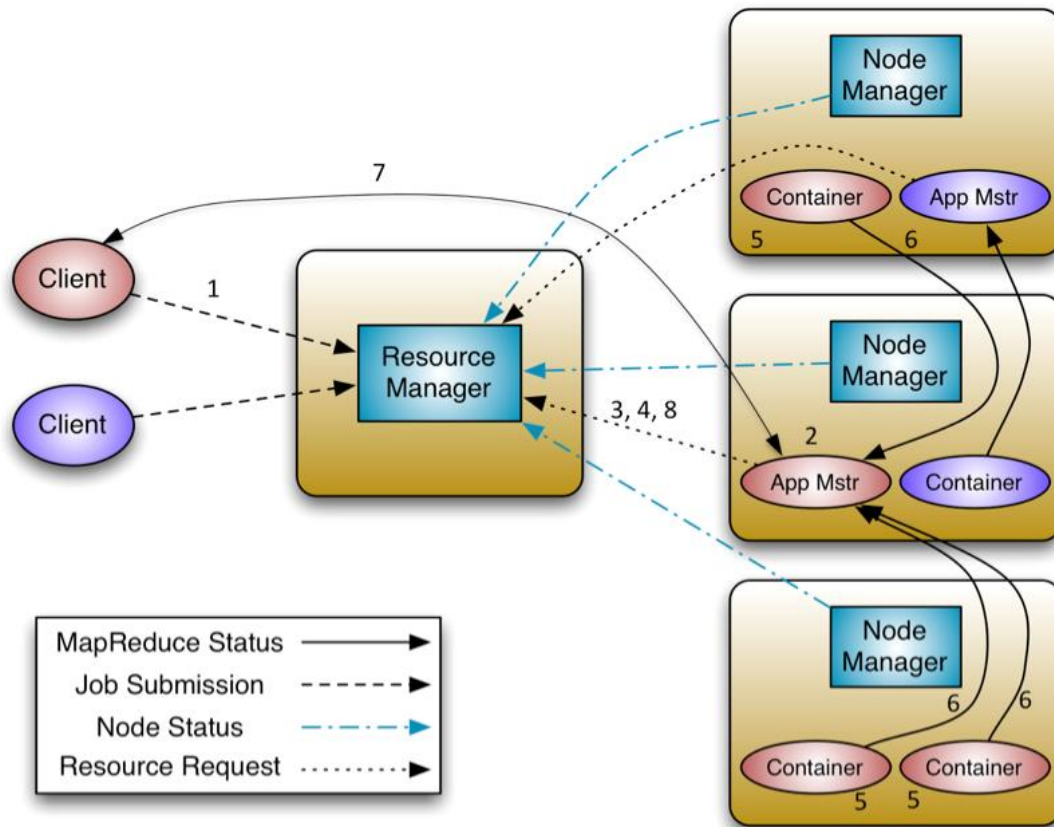 Node
Manager
Container
App Mstr
5
6
7
Client
1
Resource
Manager
Client
Node
Manager
3, 4, 8
2
App Mstr
Container
Node
Manager
6
6
Container
Container
5
5
MapReduce Status
Job Submission
Node Status
Resource Request